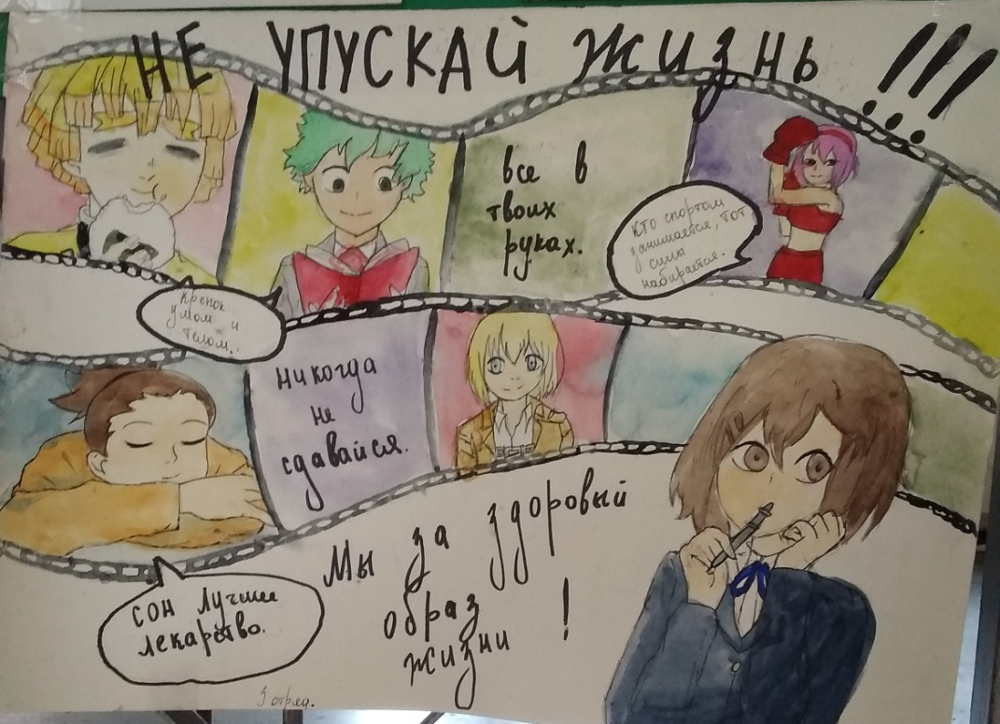 НЕ УПУСКАЙ ЖИЗНЬ !!!
все в
твоих
руках.
Кто спортом
занимается, тот
силы
набирается.
Крепок
умом и
телом.
никогда
не
сдавайся.
Мы за здоровый
образ
жизни !
сон лучшее
лекарство.
3 отряд.